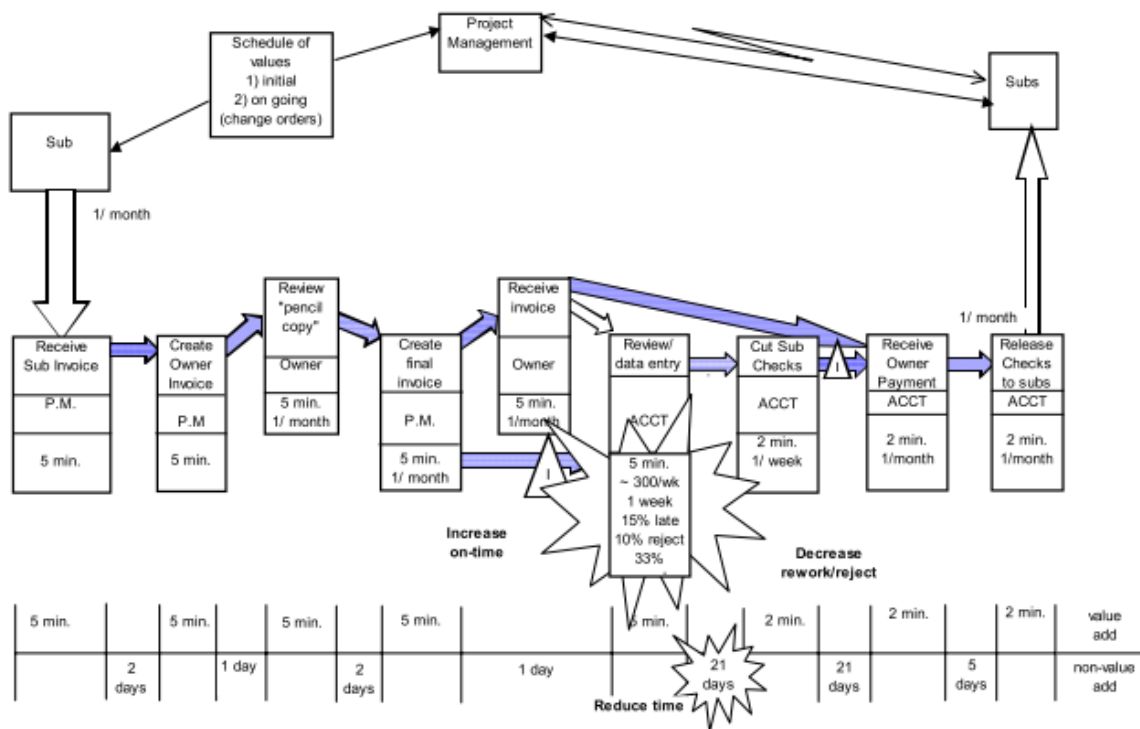 Project
Management
Schedule of
values
1) initial
2) on going
(change orders)
Subs
Sub
1/ month
1/ month
Receive
Sub Invoice
P.M.
5 min.
Create
Owner
Invoice
P.M
5 min.
Review
"pencil
copy"
Owner
5 min.
1/ month
Create
final
invoice
P.M.
5 min.
1/ month
Receive
invoice
Owner
5 min.
1/month
I
Review/
data entry
ACCT
5 min.
~ 300/wk
1 week
15% late
10% reject
33%
Cut Sub
Checks
ACCT
2 min.
1/ week
I
Receive
Owner
Payment
ACCT
2 min.
1/month
Release
Checks
to subs
ACCT
2 min.
1/month
Increase
on-time
Decrease
rework/reject
5 min.
5 min.
5 min.
5 min.
5 min.
2 min.
2 min.
2 min.
value
add
2
days
1 day
2
days
1 day
21
days
21
days
5
days
non-value
add
Reduce time